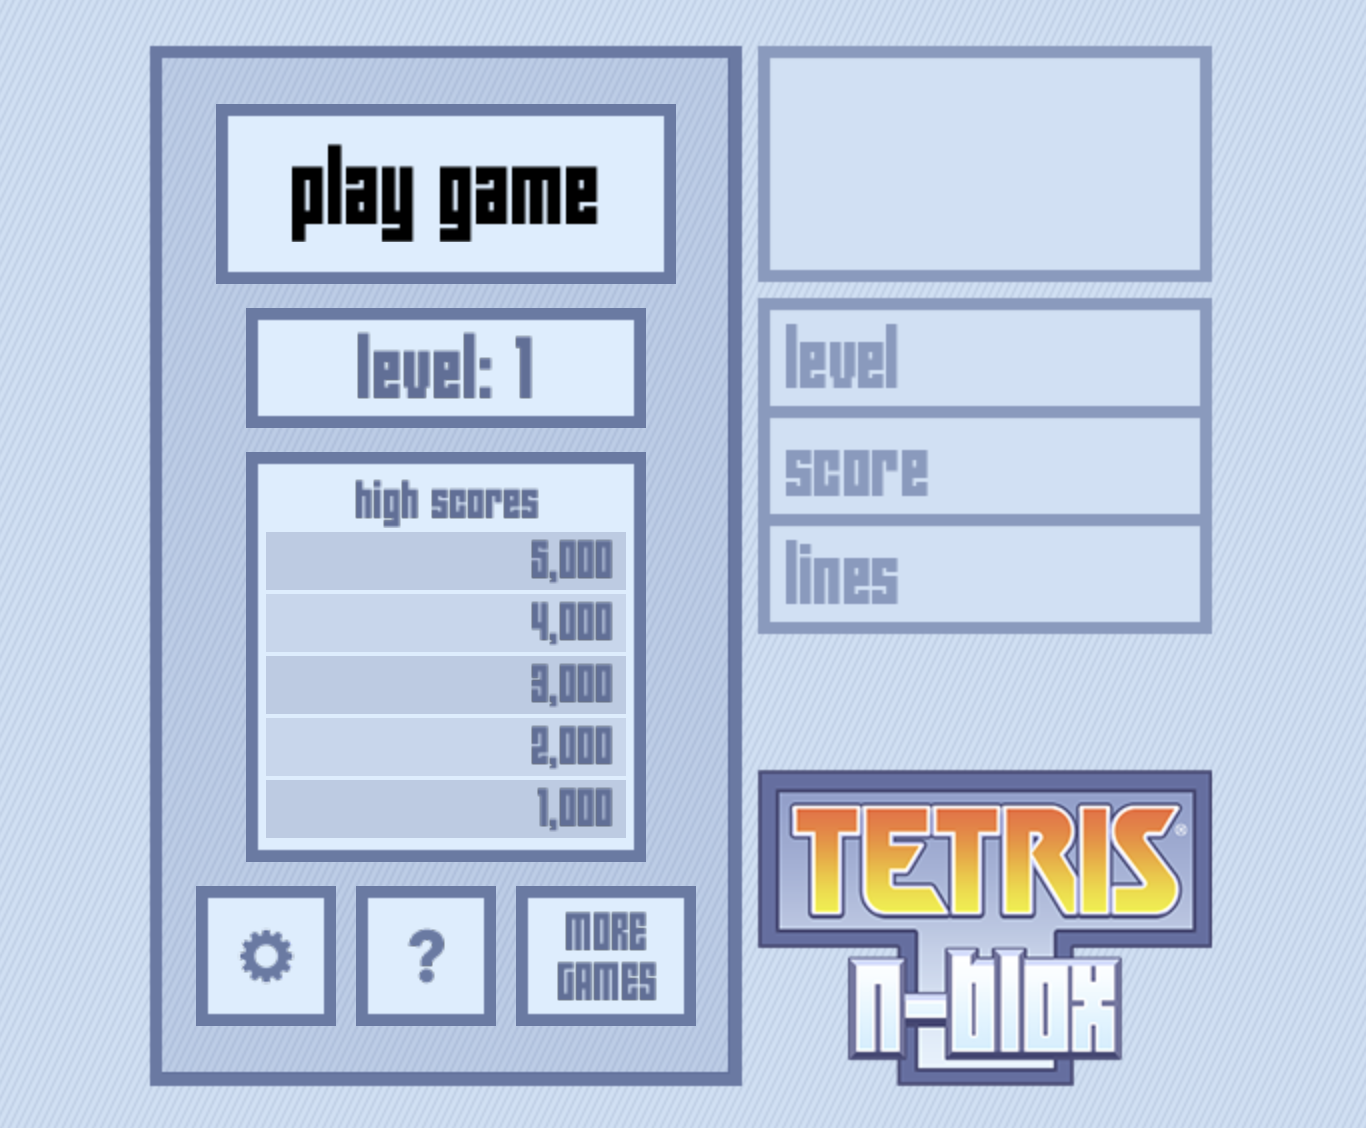 play game
level: 1
high scores
5,000
4,000
3,000
2,000
1,000
?
MORE
GAMES
level
score
lines
TETRIS®
n-blox